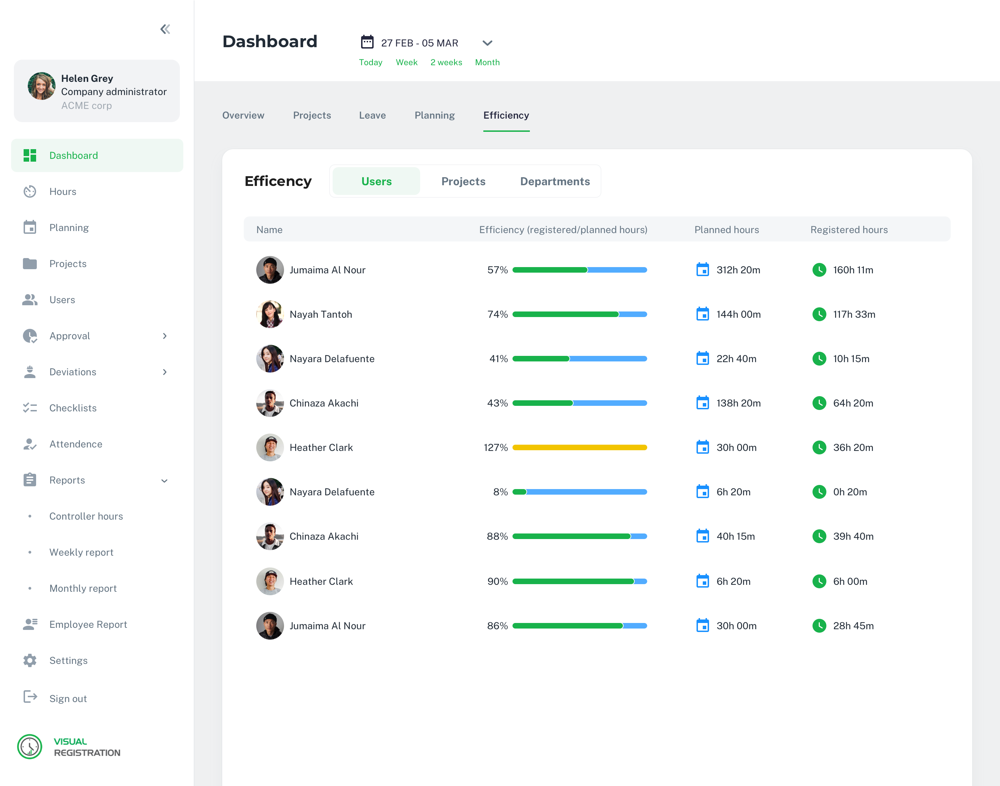 Helen Grey
Company administrator
ACME corp
Dashboard
Hours
Planning
Projects
Users
Approval
Deviations
Checklists
Attendence
Reports
Controller hours
Weekly report
Monthly report
Employee Report
Settings
Sign out
VISUAL
REGISTRATION
Dashboard
27 FEB - 05 MAR
Today Week 2 weeks Month
Overview Projects Leave Planning Efficiency
Efficency Users Projects Departments
Name Efficiency (registered/planned hours) Planned hours Registered hours
Jumaima Al Nour 57% 312h 20m 160h 11m
Nayah Tantoh 74% 144h 00m 117h 33m
Nayara Delafuente 41% 22h 40m 10h 15m
Chinaza Akachi 43% 138h 20m 64h 20m
Heather Clark 127% 30h 00m 36h 20m
Nayara Delafuente 8% 6h 20m 0h 20m
Chinaza Akachi 88% 40h 15m 39h 40m
Heather Clark 90% 6h 20m 6h 00m
Jumaima Al Nour 86% 30h 00m 28h 45m